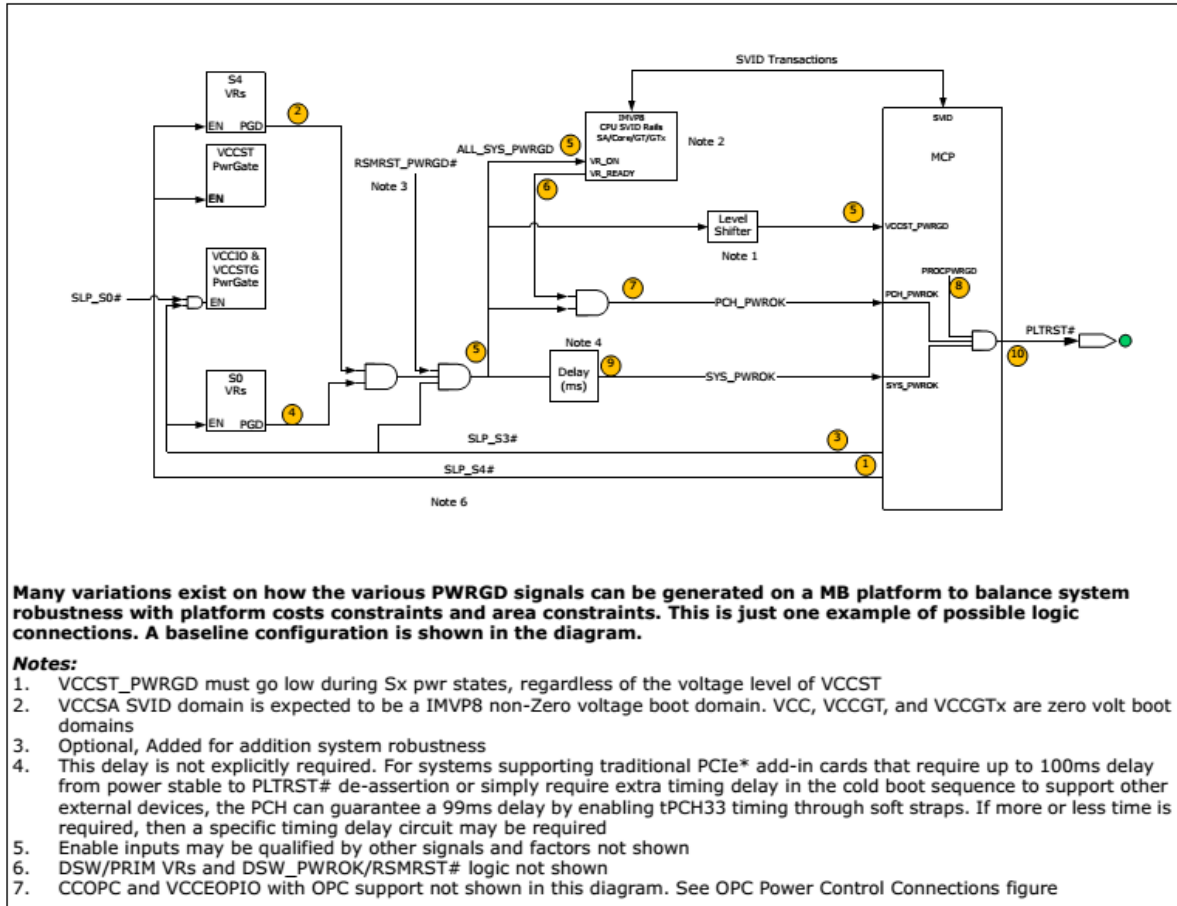 SVID Transactions
S4
VRs
EN PGD
2
VCCST
PwrGate
EN
RSMRST_PWRGD#
Note 3
ALL_SYS_PWRGD
5
IMVP8
CPU SVID Rails
SA/Core/GT/GTx
VR_ON
VR_READY
Note 2
6
SVID
MCP
Level
Shifter
Note 1
5
VCCST_PWRGD
VCCIO &
VCCSTG
PwrGate
EN
SLP_S0#
7
PCH_PWROK
PCH_PWROK
PROCPWRGD
8
PLTRST#
10
S0
VRs
EN PGD
4
5
Note 4
Delay
(ms)
9
SYS_PWROK
SYS_PWROK
SLP_S3#
3
SLP_S4#
1
Note 6
Many variations exist on how the various PWRGD signals can be generated on a MB platform to balance system
robustness with platform costs constraints and area constraints. This is just one example of possible logic
connections. A baseline configuration is shown in the diagram.
Notes:
1. VCCST_PWRGD must go low during Sx pwr states, regardless of the voltage level of VCCST
2. VCCSA SVID domain is expected to be a IMVP8 non-Zero voltage boot domain. VCC, VCCGT, and VCCGTx are zero volt boot
domains
3. Optional, Added for addition system robustness
4. This delay is not explicitly required. For systems supporting traditional PCIe* add-in cards that require up to 100ms delay
from power stable to PLTRST# de-assertion or simply require extra timing delay in the cold boot sequence to support other
external devices, the PCH can guarantee a 99ms delay by enabling tPCH33 timing through soft straps. If more or less time is
required, then a specific timing delay circuit may be required
5. Enable inputs may be qualified by other signals and factors not shown
6. DSW/PRIM VRs and DSW_PWROK/RSMRST# logic not shown
7. CCOPC and VCCEOPIO with OPC support not shown in this diagram. See OPC Power Control Connections figure